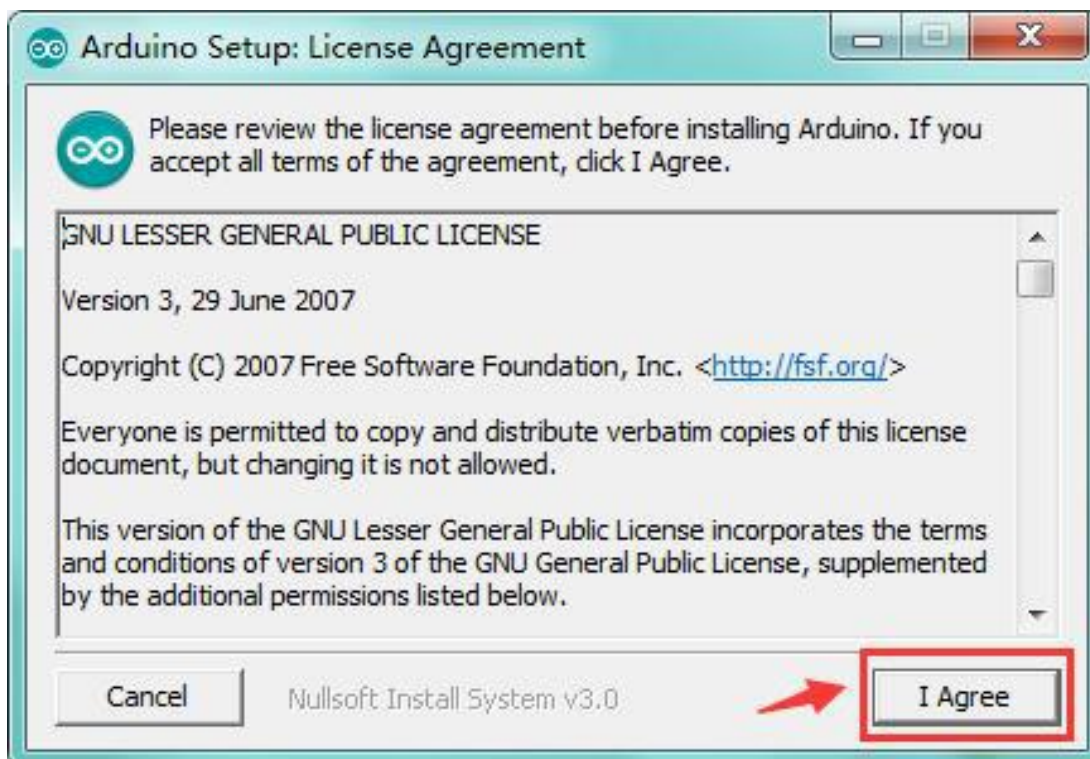 Arduino Setup: License Agreement
Please review the license agreement before installing Arduino. If you
accept all terms of the agreement, click I Agree.
GNU LESSER GENERAL PUBLIC LICENSE
Version 3, 29 June 2007
Copyright (C) 2007 Free Software Foundation, Inc. <http://fsf.org/>
Everyone is permitted to copy and distribute verbatim copies of this license
document, but changing it is not allowed.
This version of the GNU Lesser General Public License incorporates the terms
and conditions of version 3 of the GNU General Public License, supplemented
by the additional permissions listed below.
Cancel
Nullsoft Install System v3.0
I Agree